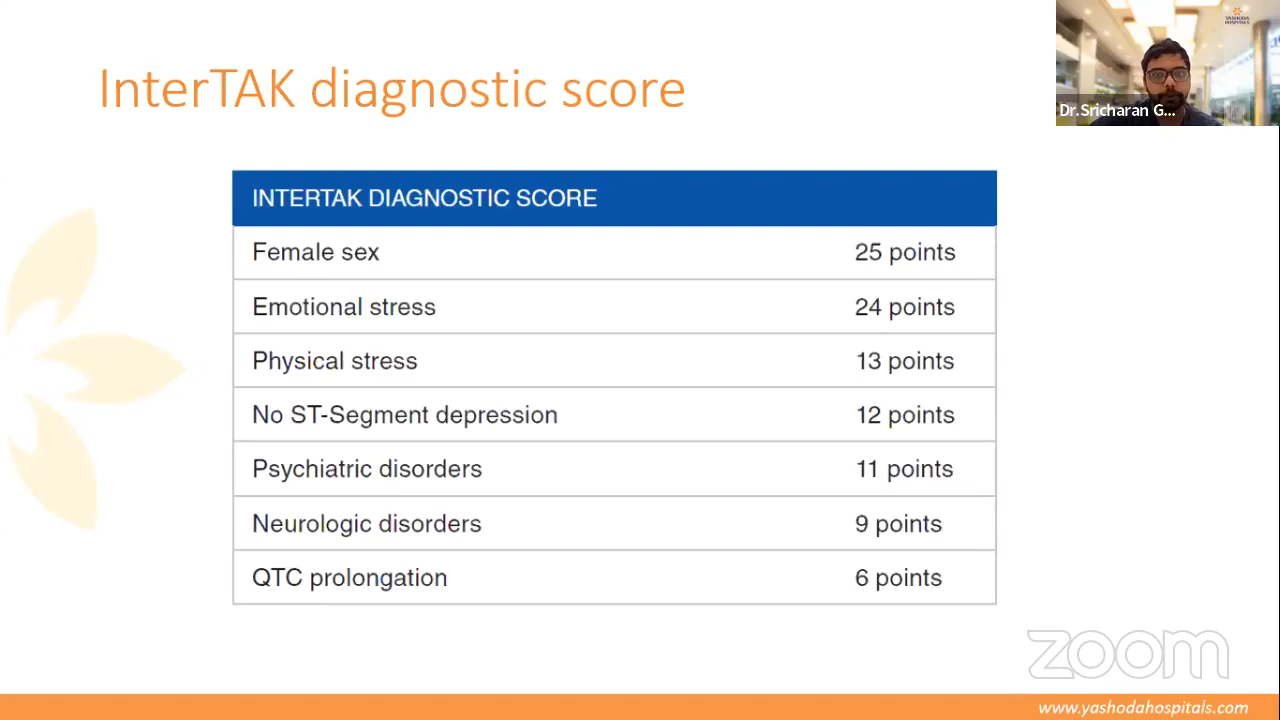 InterTAK diagnostic score
YASHODA
HOSPITALS
Dr.Sricharan G...
INTERTAK DIAGNOSTIC SCORE
Female sex 25 points
Emotional stress 24 points
Physical stress 13 points
No ST-Segment depression 12 points
Psychiatric disorders 11 points
Neurologic disorders 9 points
QTC prolongation 6 points
zoom
www.yashodahospitals.com